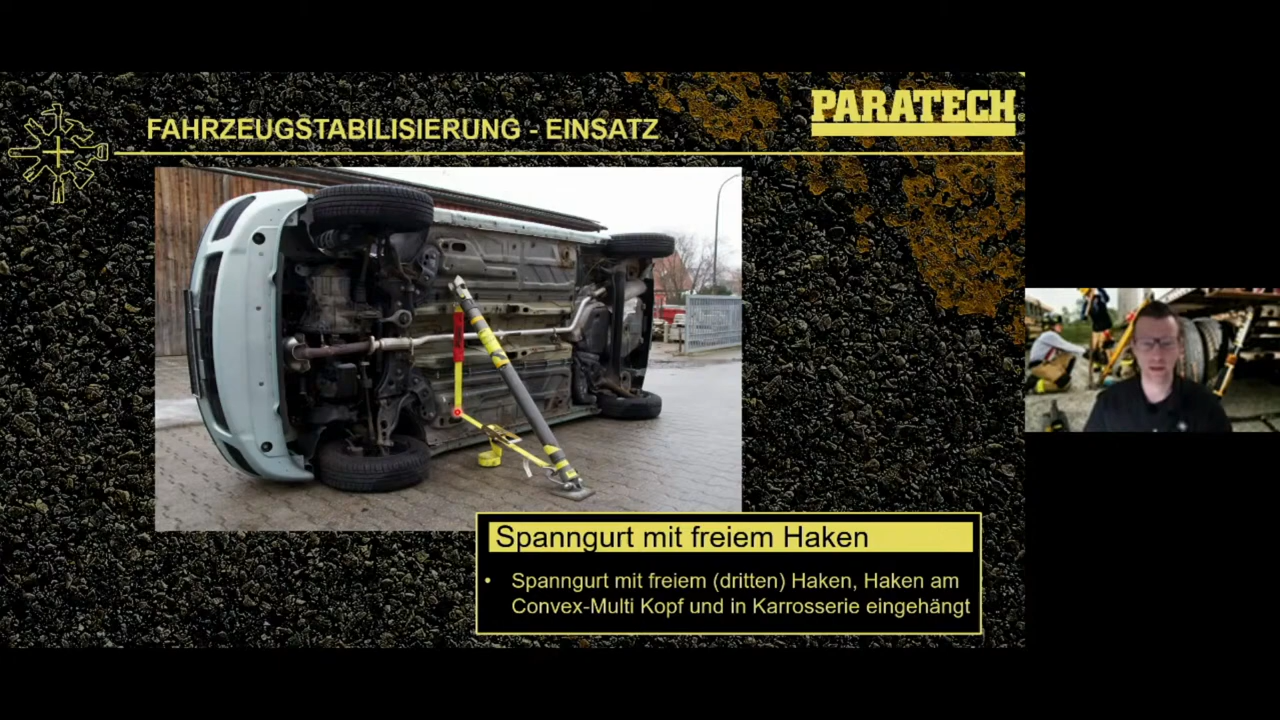 PARATECH®
FAHRZEUGSTABILISIERUNG - EINSATZ
Spanngurt mit freiem Haken
• Spanngurt mit freiem (dritten) Haken, Haken am
Convex-Multi Kopf und in Karrosserie eingehängt